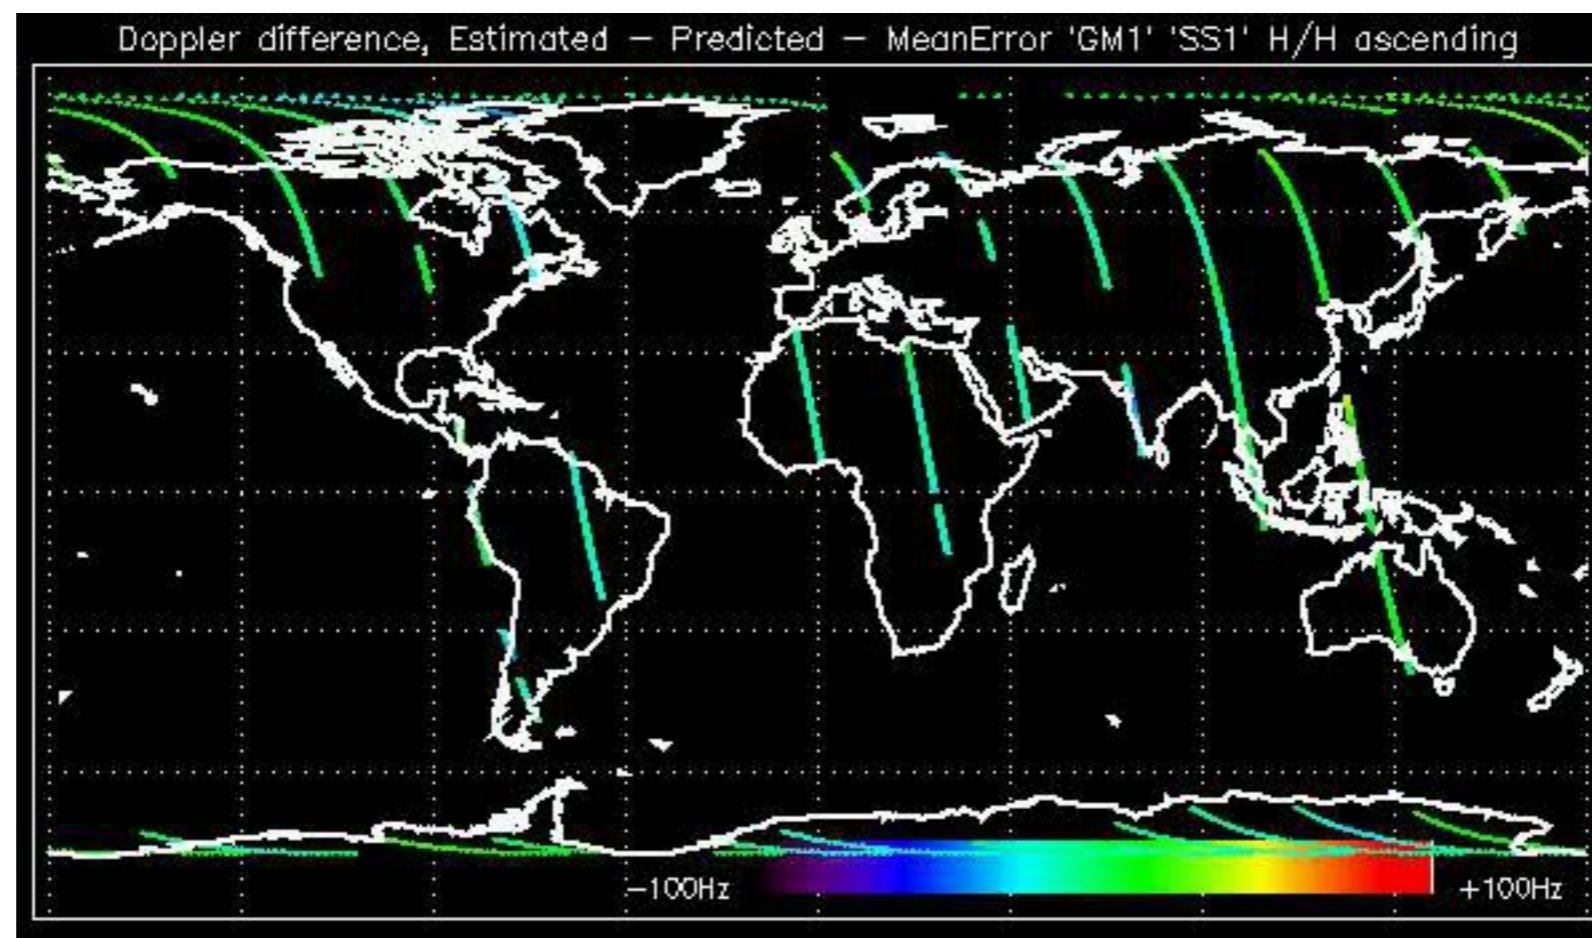 Doppler difference, Estimated – Predicted – MeanError 'GM1' 'SS1' H/H ascending
-100Hz
+100Hz